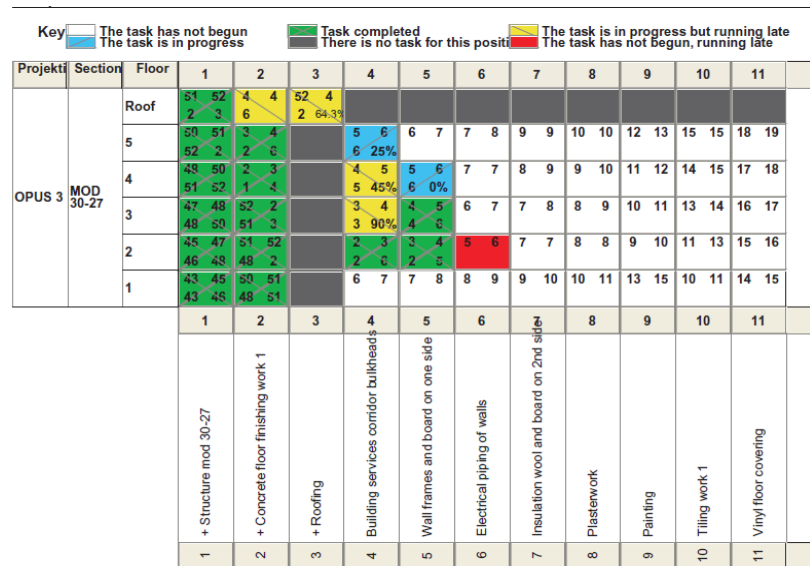 Key The task has not begun Task completed The task is in progress but running late
The task is in progress There is no task for this positi The task has not begun, running late
Projekti Section Floor 1 2 3 4 5 6 7 8 9 10 11
Roof 51 52 4 4 52 4
2 3 6 2 64.3%
5 50 51 3 4 5 6 6 7 7 8 9 9 10 10 12 13 15 15 18 19
52 2 2 6 6 25%
4 49 50 2 3 4 5 5 6 7 7 8 9 9 10 11 12 14 15 17 18
51 52 1 4 5 45% 6 0%
OPUS 3 MOD 30-27
3 47 48 52 2 3 4 4 5 6 7 7 8 8 9 10 11 13 14 16 17
48 50 51 3 3 90% 4 6
2 45 47 51 52 2 3 3 4 5 6 7 7 8 8 9 10 11 13 15 16
46 48 48 2 2 6 2 5
1 43 45 50 51 6 7 7 8 8 9 9 10 10 11 13 15 10 11 14 15
43 46 48 51
1 2 3 4 5 6 7 8 9 10 11
+ Structure mod 30-27
+ Concrete floor finishing work 1
+ Roofing
Building services corridor bulkheads
Wall frames and board on one side
Electrical piping of walls
Insulation wool and board on 2nd side
Plasterwork
Painting
Tiling work 1
Vinyl floor covering
1 2 3 4 5 6 7 8 9 10 11